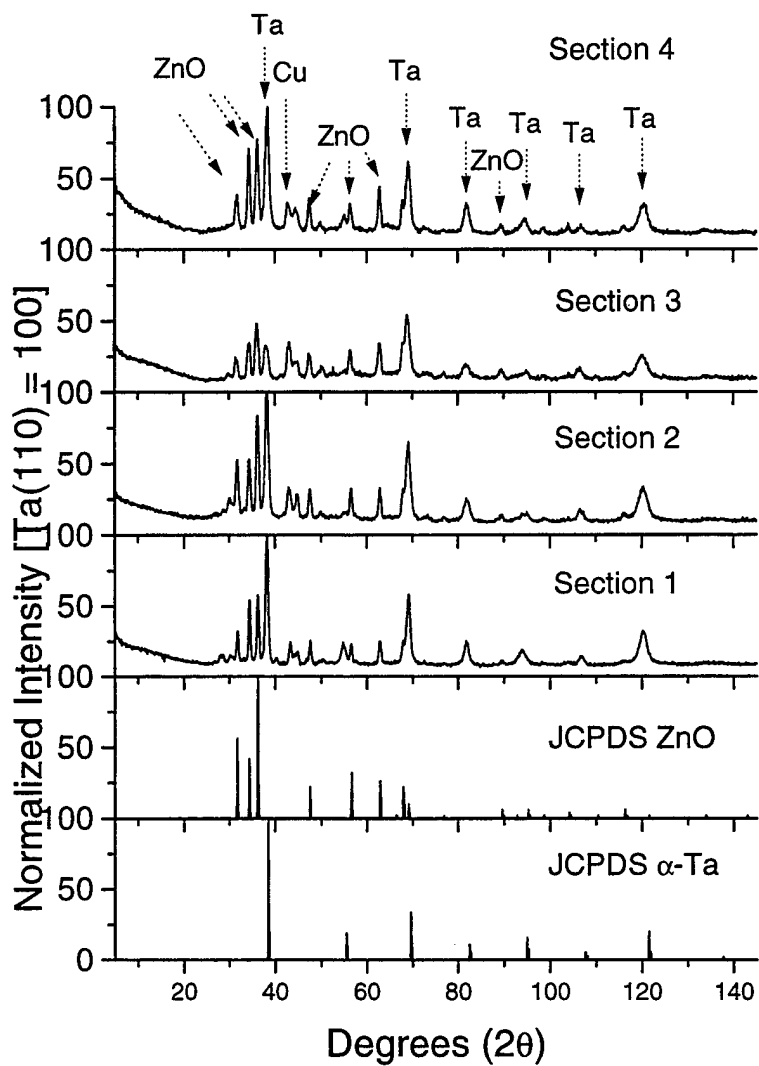 Ta
Section 4
ZnO
Cu
Ta
ZnO
Ta
Ta
Ta
Ta
ZnO
100
50
100
Section 3
50
100
Section 2
50
100
Section 1
50
100
JCPDS ZnO
50
100
JCPDS α-Ta
50
0
20 40 60 80 100 120 140
Degrees (2θ)
Normalized Intensity [Ta(110) = 100]